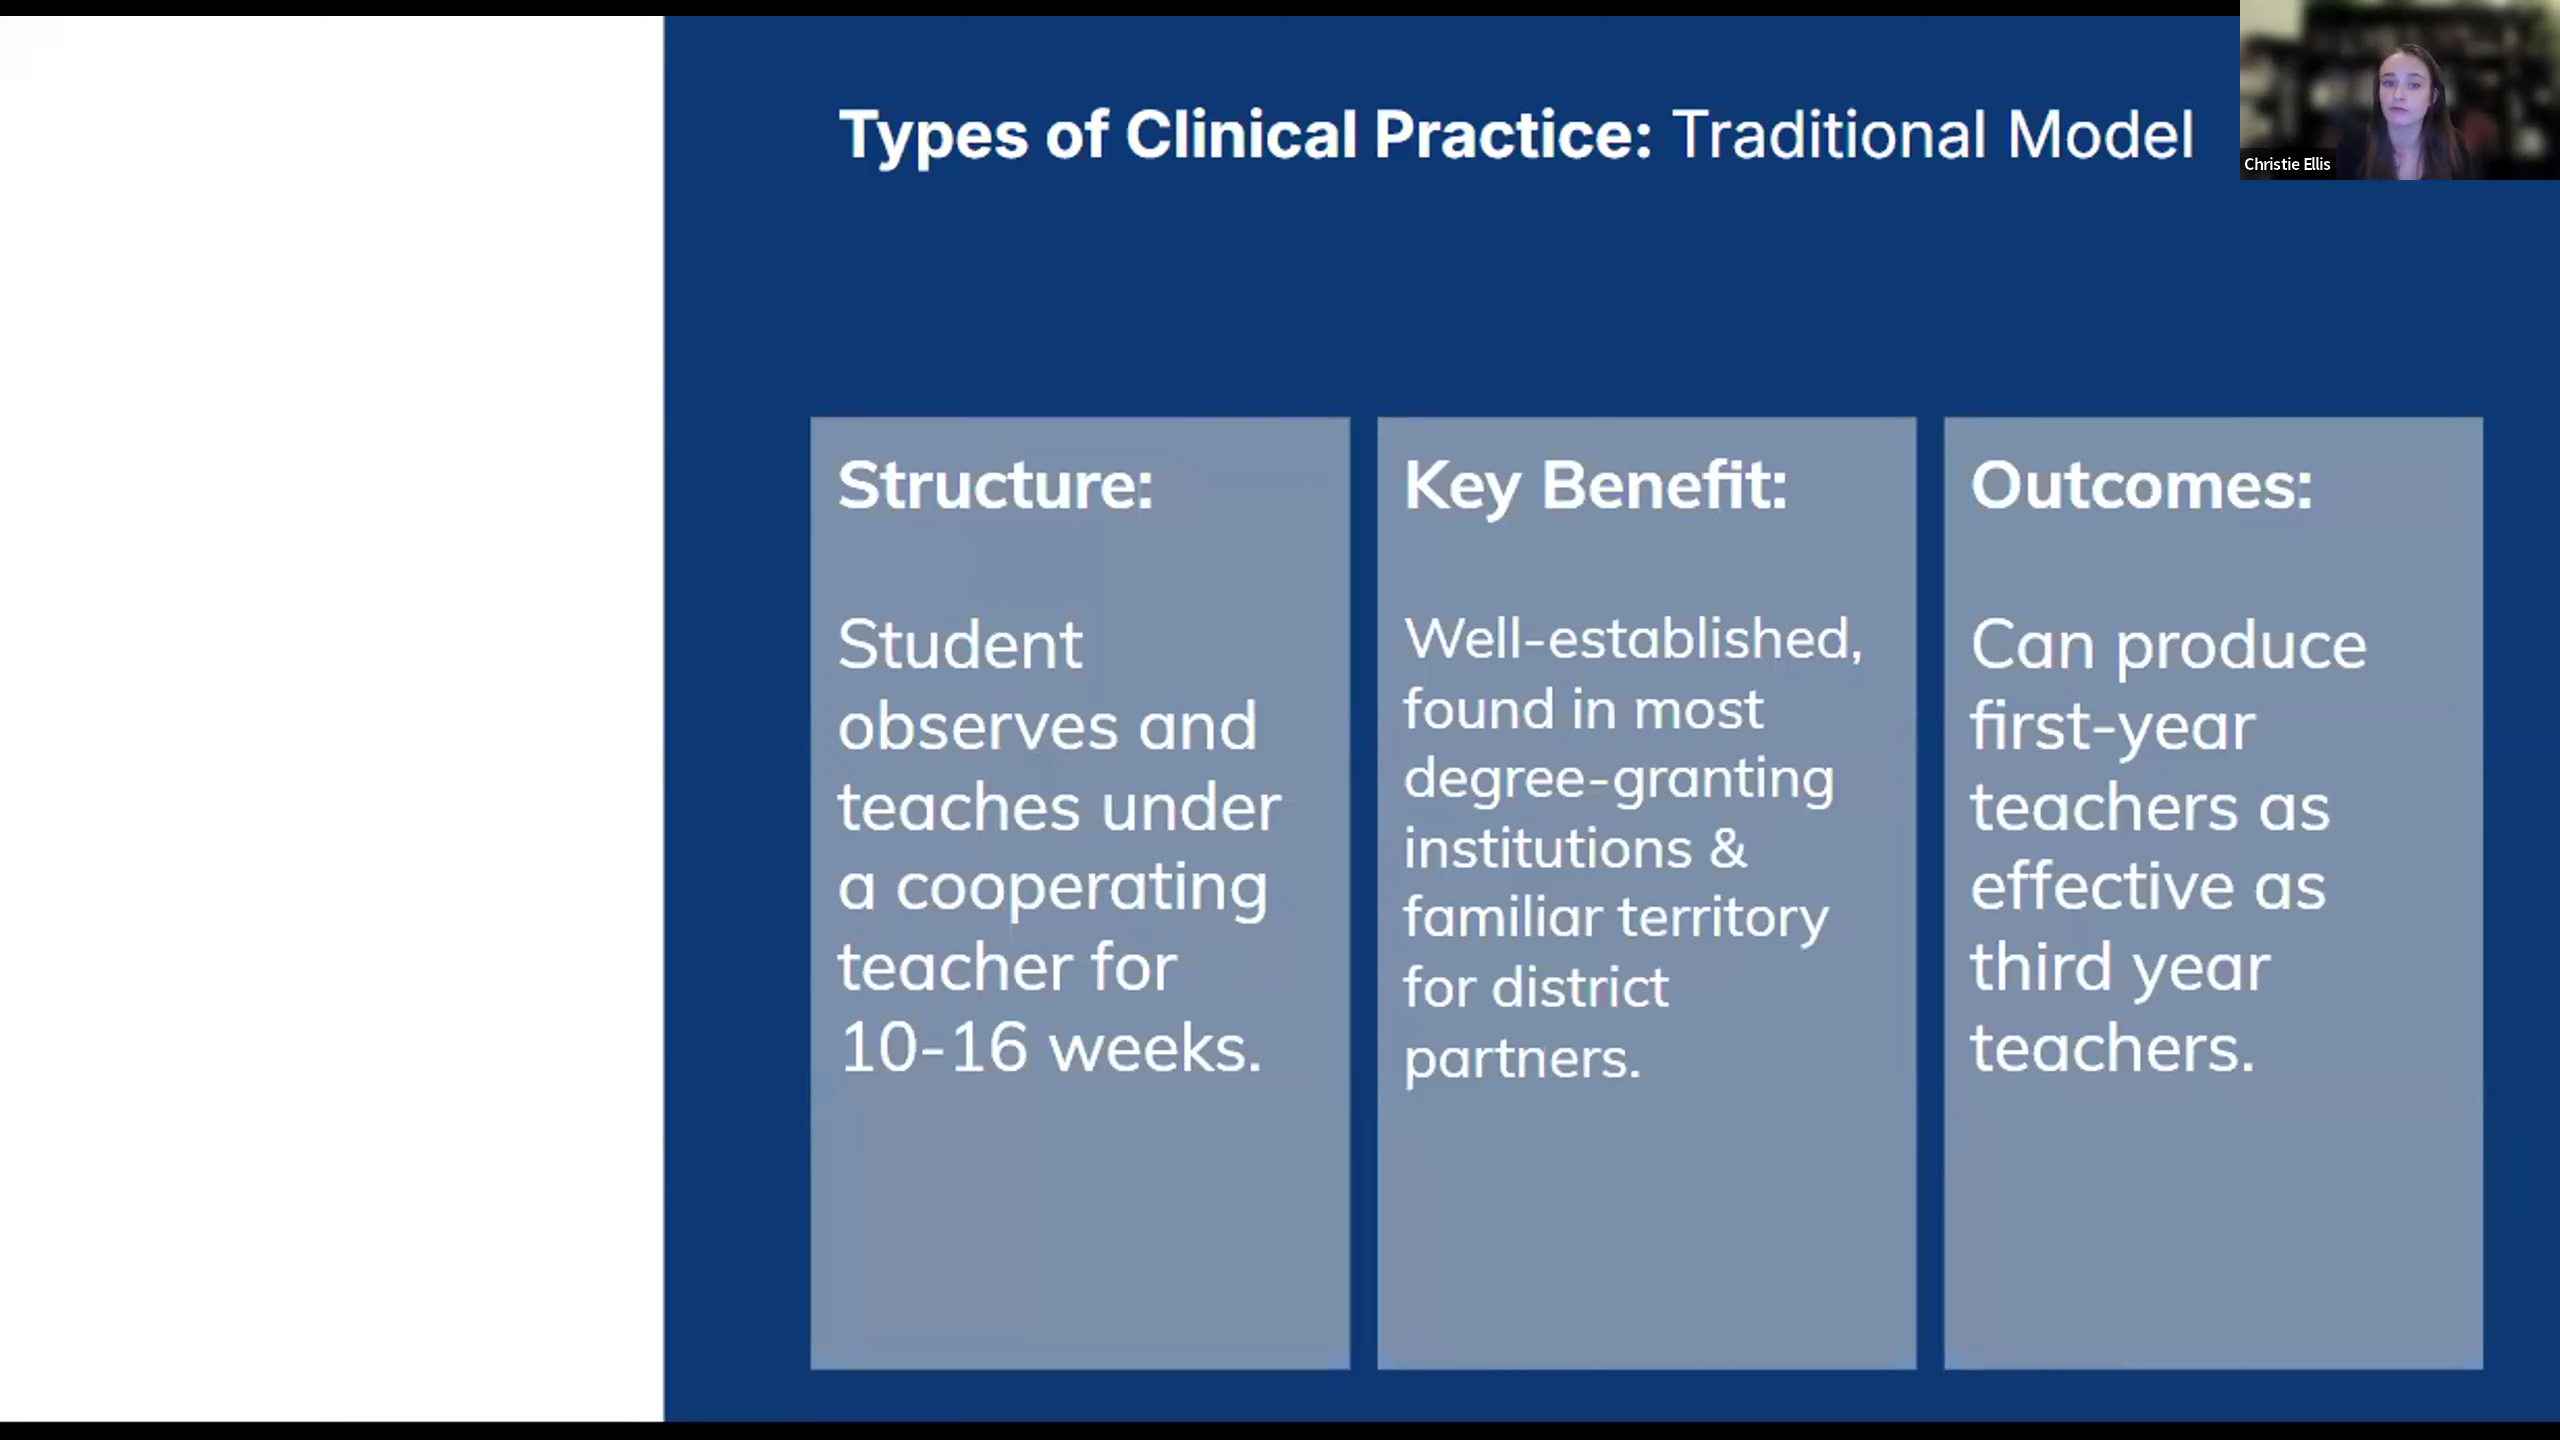 Types of Clinical Practice: Traditional Model
Christie Ellis
Structure:
Student
observes and
teaches under
a cooperating
teacher for
10-16 weeks.
Key Benefit:
Well-established,
found in most
degree-granting
institutions &
familiar territory
for district
partners.
Outcomes:
Can produce
first-year
teachers as
effective as
third year
teachers.